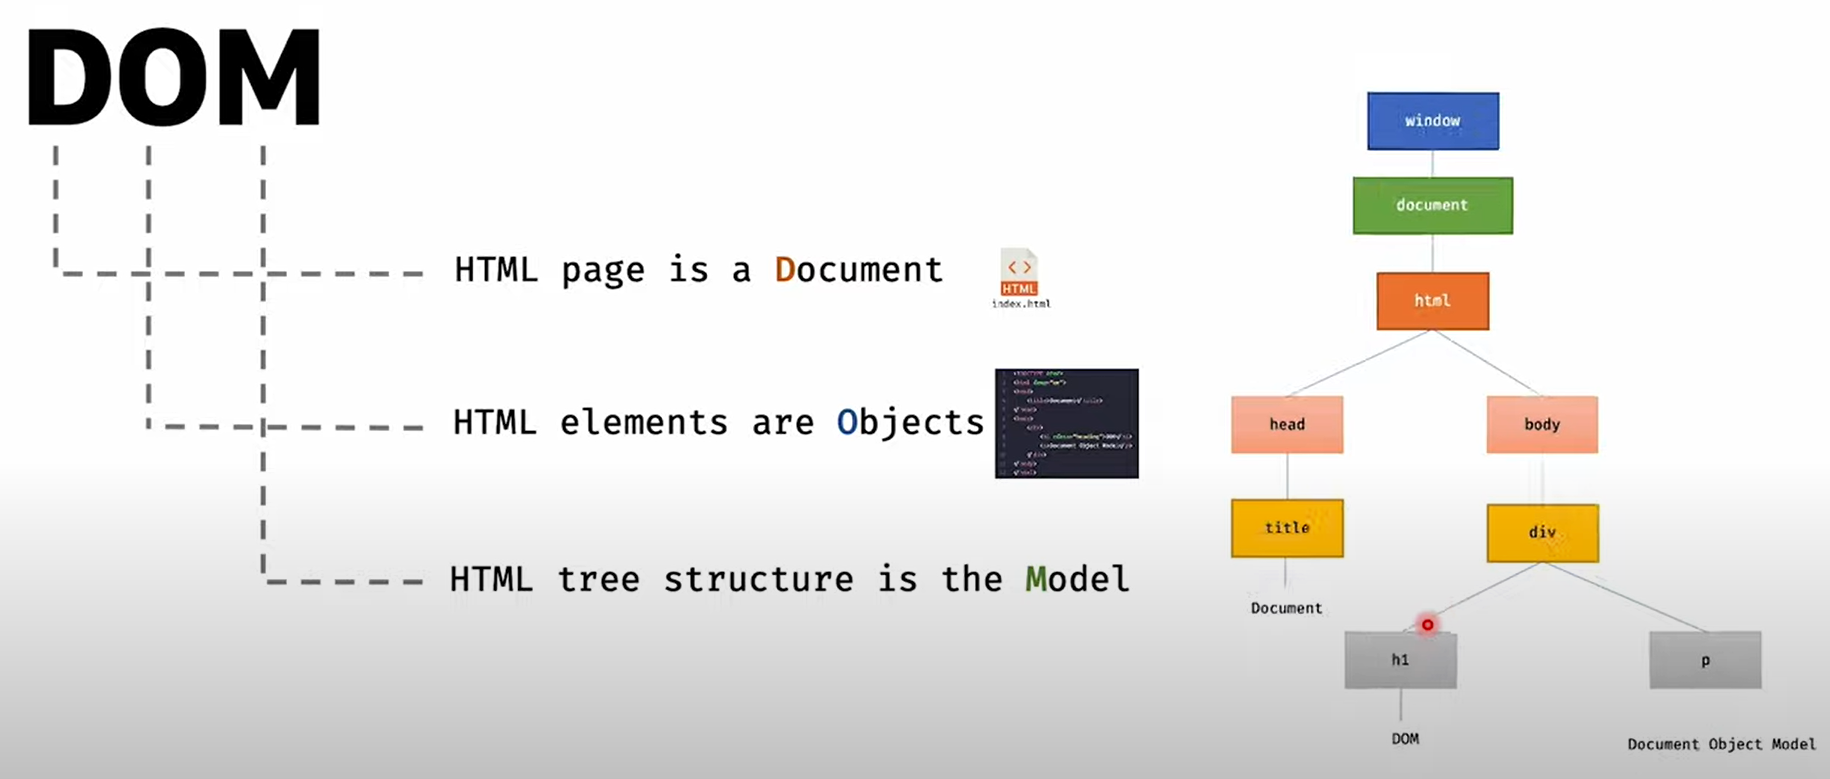 DOM
HTML page is a Document
HTML
index.html
HTML elements are Objects
HTML tree structure is the Model
window
document
html
head
body
title
div
Document
h1
p
DOM
Document Object Model